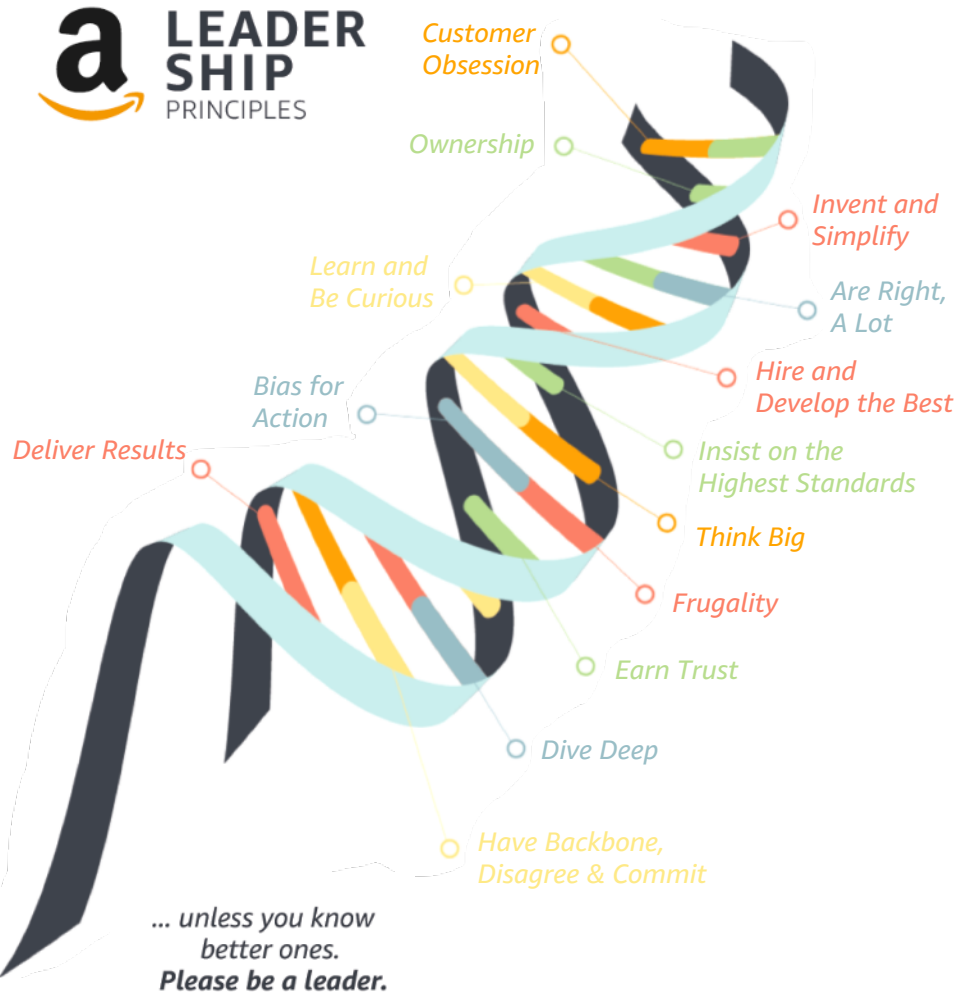 a
LEADER
SHIP
PRINCIPLES
Customer
Obsession
Ownership
Invent and
Simplify
Learn and
Be Curious
Are Right,
A Lot
Hire and
Develop the Best
Bias for
Action
Deliver Results
Insist on the
Highest Standards
Think Big
Frugality
Earn Trust
Dive Deep
Have Backbone,
Disagree & Commit
... unless you know
better ones.
Please be a leader.